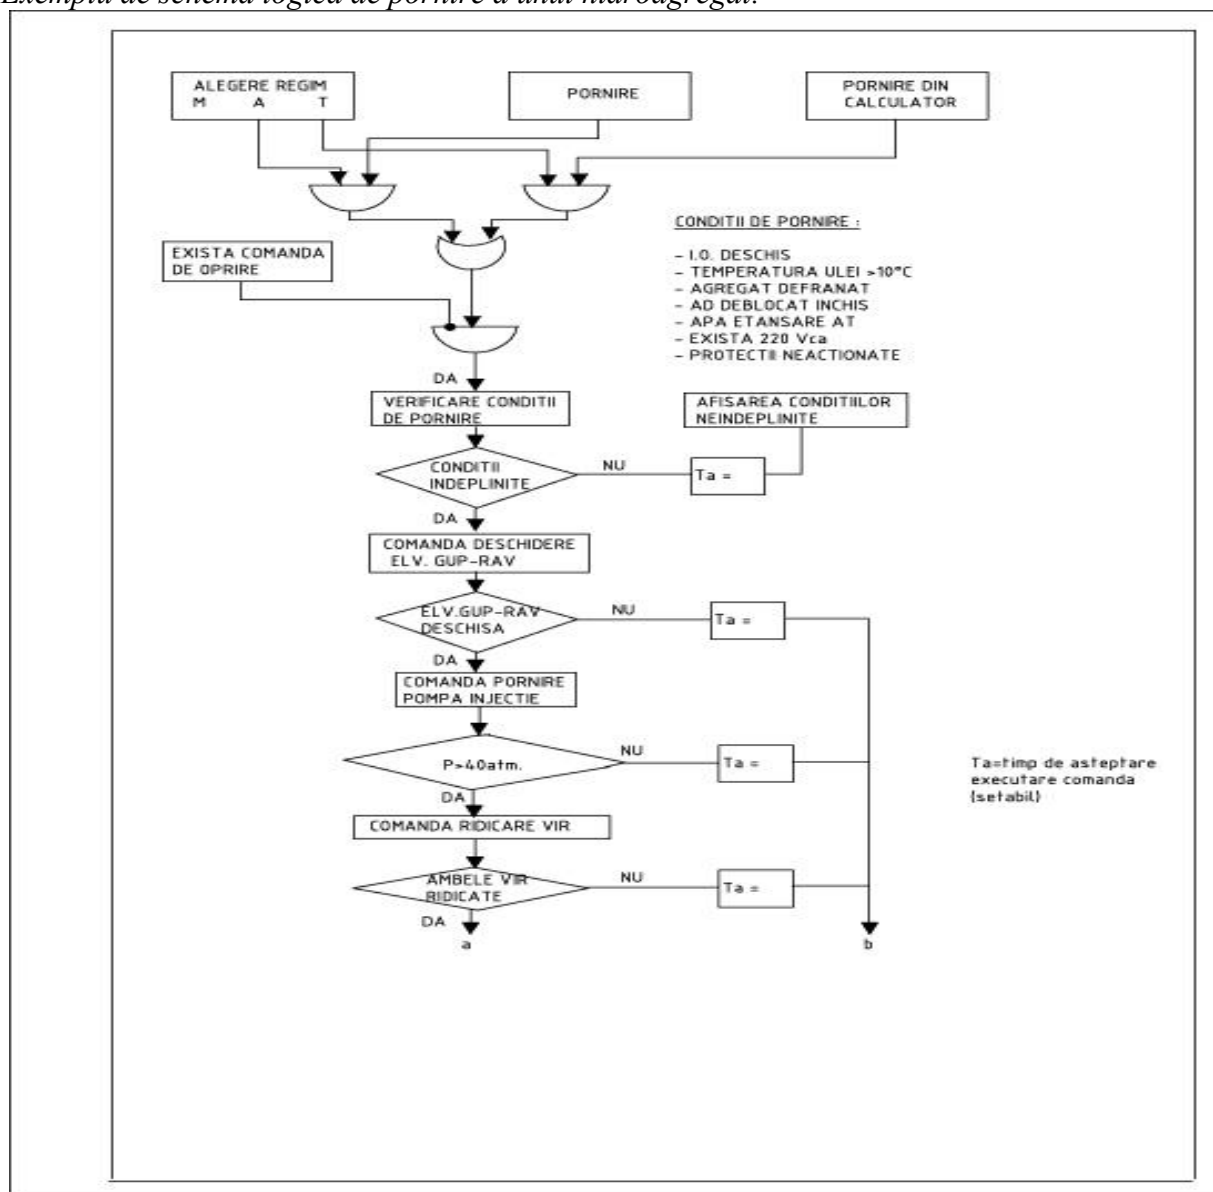 Exemplu de schema logica de pornire a unui hidroagregat:
ALEGERE REGIM
M A T
PORNIRE
PORNIRE DIN
CALCULATOR
EXISTA COMANDA
DE OPRIRE
CONDITII DE PORNIRE :
- I.O. DESCHIS
- TEMPERATURA ULEI >10°C
- AGREGAT DEFRANAT
- AD DEBLOCAT INCHIS
- APA ETANSARE AT
- EXISTA 220 Vca
- PROTECTII NEACTIONATE
DA
VERIFICARE CONDITII
DE PORNIRE
AFISAREA CONDITIILOR
NEINDEPLINITE
CONDITII
INDEPLINITE
NU
Ta =
DA
COMANDA DESCHIDERE
ELV. GUP-RAV
ELV.GUP-RAV
DESCHISA
NU
Ta =
DA
COMANDA PORNIRE
POMPA INJECTIE
P>40atm.
NU
Ta =
Ta=timp de asteptare
executare comanda
(setabil)
DA
COMANDA RIDICARE VIR
AMBELE VIR
RIDICATE
NU
Ta =
DA
a
b